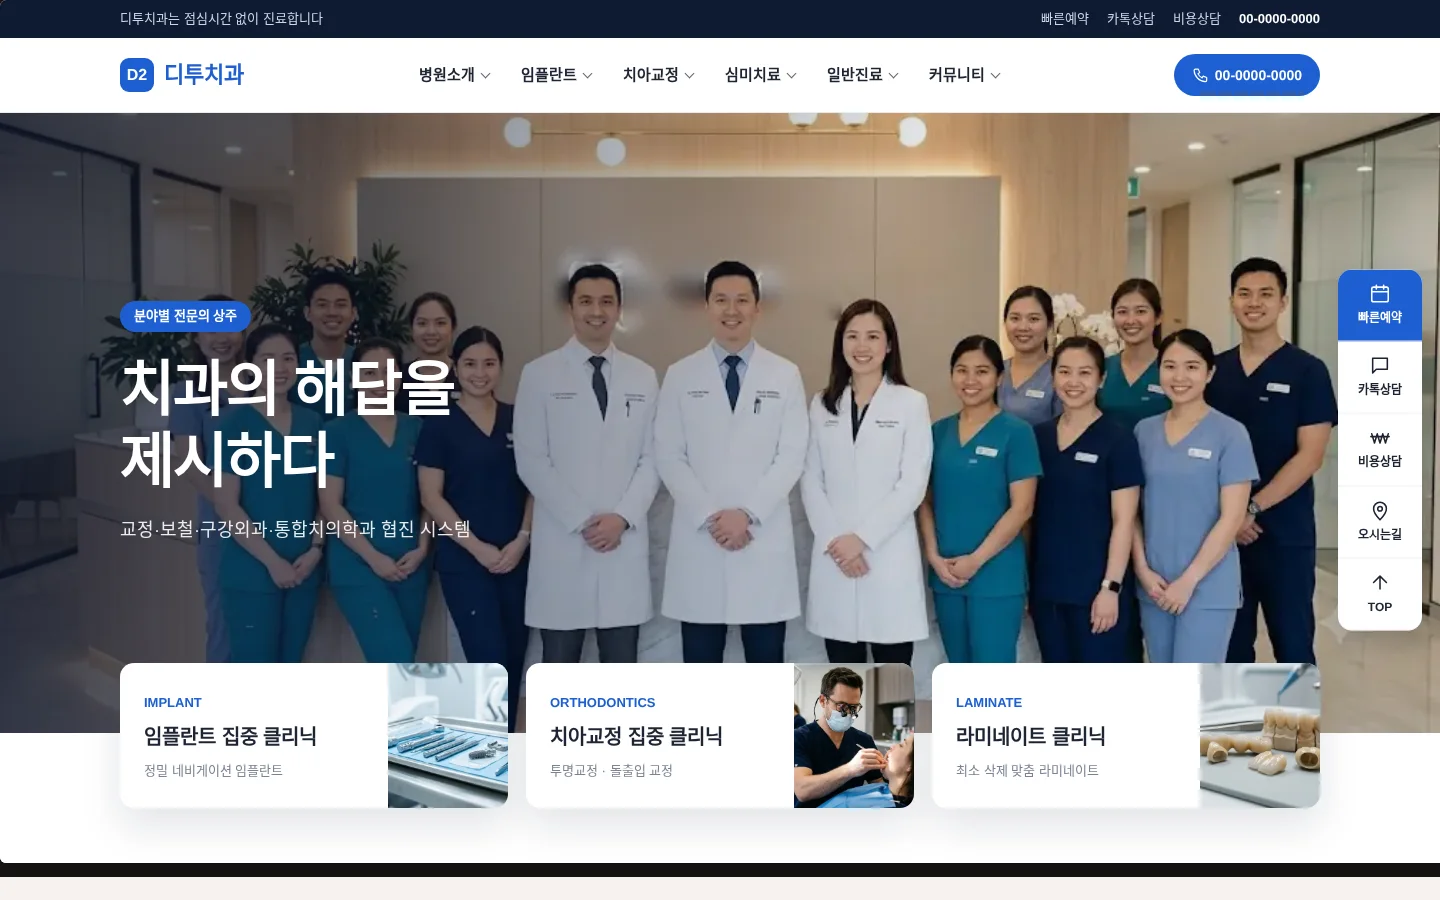 디투치과는 점심시간 없이 진료합니다
빠른예약 카톡상담 비용상담 00-0000-0000
D2 디투치과
병원소개 임플란트 치아교정 심미치료 일반진료 커뮤니티
00-0000-0000
분야별 전문의 상주
치과의 해답을
제시하다
교정·보철·구강외과·통합치의학과 협진 시스템
빠른예약
카톡상담
비용상담
오시는길
TOP
IMPLANT
임플란트 집중 클리닉
정밀 네비게이션 임플란트
ORTHODONTICS
치아교정 집중 클리닉
투명교정 · 돌출입 교정
LAMINATE
라미네이트 클리닉
최소 삭제 맞춤 라미네이트